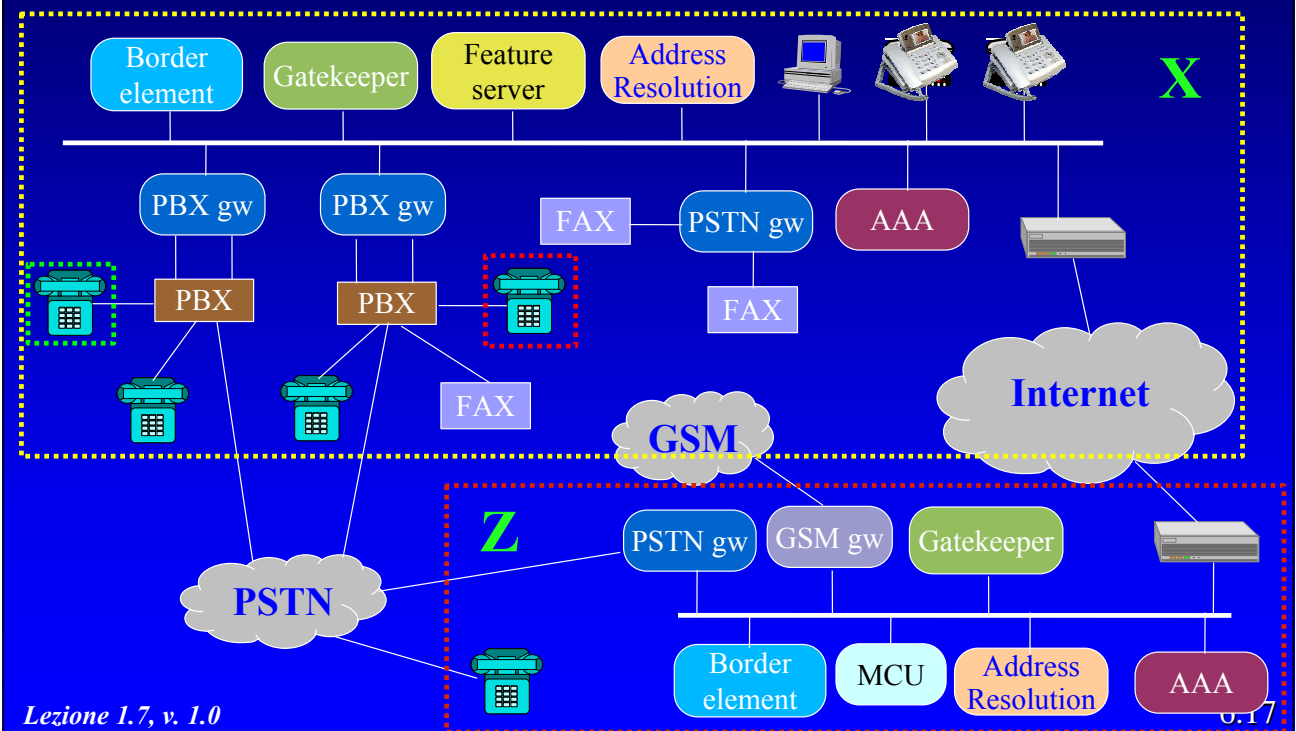 Border
element
Gatekeeper
Feature
server
Address
Resolution
X
PBX gw
PBX gw
FAX
PSTN gw
AAA
PBX
PBX
FAX
FAX
Internet
GSM
Z
PSTN gw
GSM gw
Gatekeeper
PSTN
Border
element
MCU
Address
Resolution
AAA
Lezione 1.7, v. 1.0
6.17